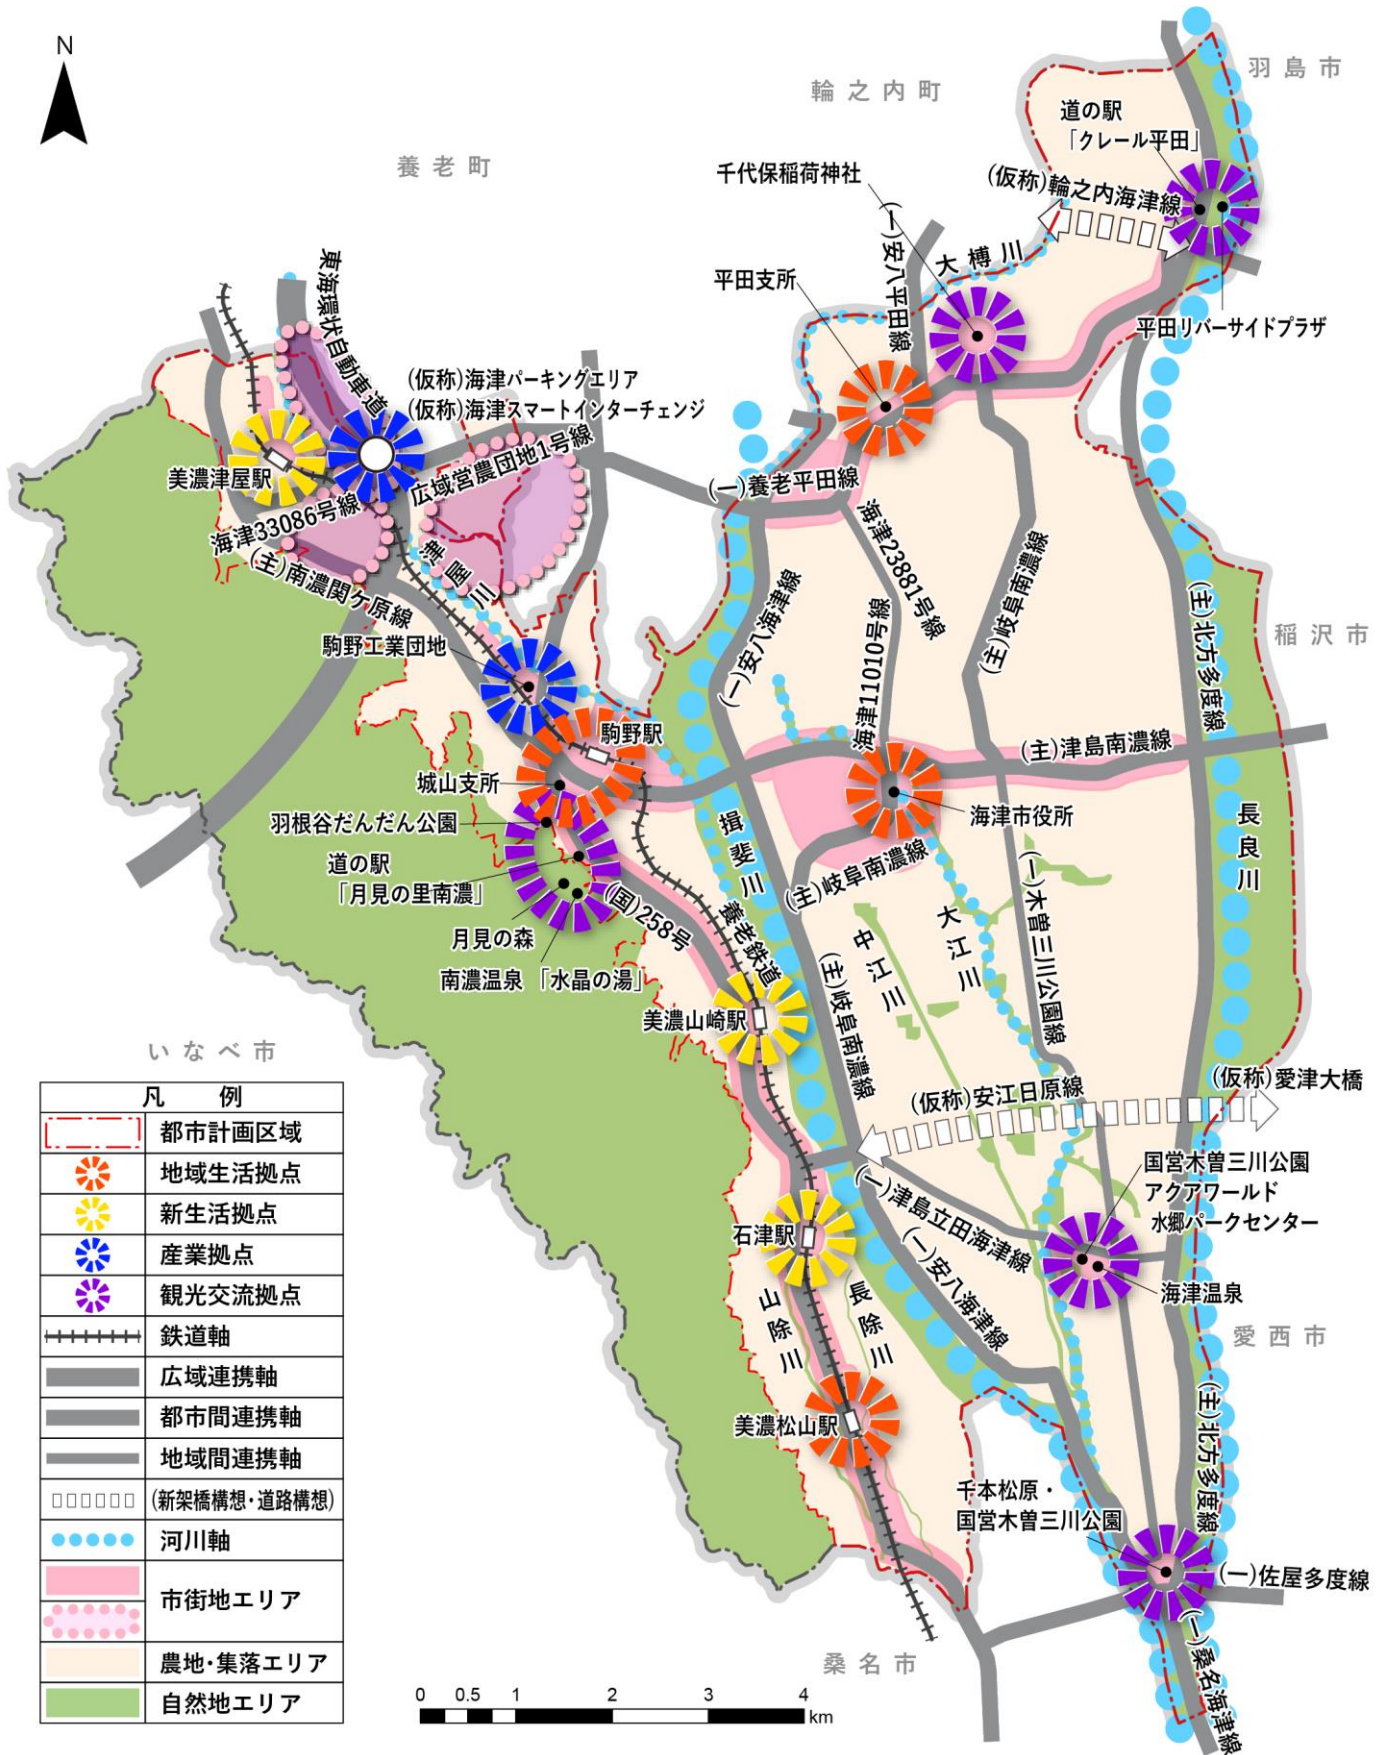 N
羽島市
輪之内町
養老町
道の駅
「クレール平田」
千代保稲荷神社
(仮称)輪之内海津線
(一)安八平田線
大榑川
平田支所
平田リバーサイドプラザ
東海環状自動車道
(仮称)海津パーキングエリア
(仮称)海津スマートインターチェンジ
広域営農団地1号線
美濃津屋駅
(一)養老平田線
海津33086号線
(主)南濃関ケ原線
津屋川
海津23881号線
(主)岐阜南濃線
(一)安八海津線
(主)北方多度線
稲沢市
駒野工業団地
海津11010号線
駒野駅
(主)津島南濃線
城山支所
海津市役所
羽根谷だんだん公園
揖斐川
長良川
道の駅
「月見の里南濃」
(主)岐阜南濃線
(国)258号
養老鉄道
月見の森
中江川
大江川
(一)木曽三川公園線
南濃温泉「水晶の湯」
(主)岐阜南濃線
美濃山崎駅
いなべ市
(仮称)安江日原線
(仮称)愛津大橋
国営木曽三川公園
アクアワールド
水郷パークセンター
(一)津島立田海津線
(一)安八海津線
石津駅
海津温泉
山除川
長除川
愛西市
美濃松山駅
(主)北方多度線
千本松原・
国営木曽三川公園
(一)佐屋多度線
(一)桑名海津線
桑名市
凡例
都市計画区域
地域生活拠点
新生活拠点
産業拠点
観光交流拠点
鉄道軸
広域連携軸
都市間連携軸
地域間連携軸
(新架橋構想・道路構想)
河川軸
市街地エリア
農地・集落エリア
自然地エリア
0 0.5 1 2 3 4
km